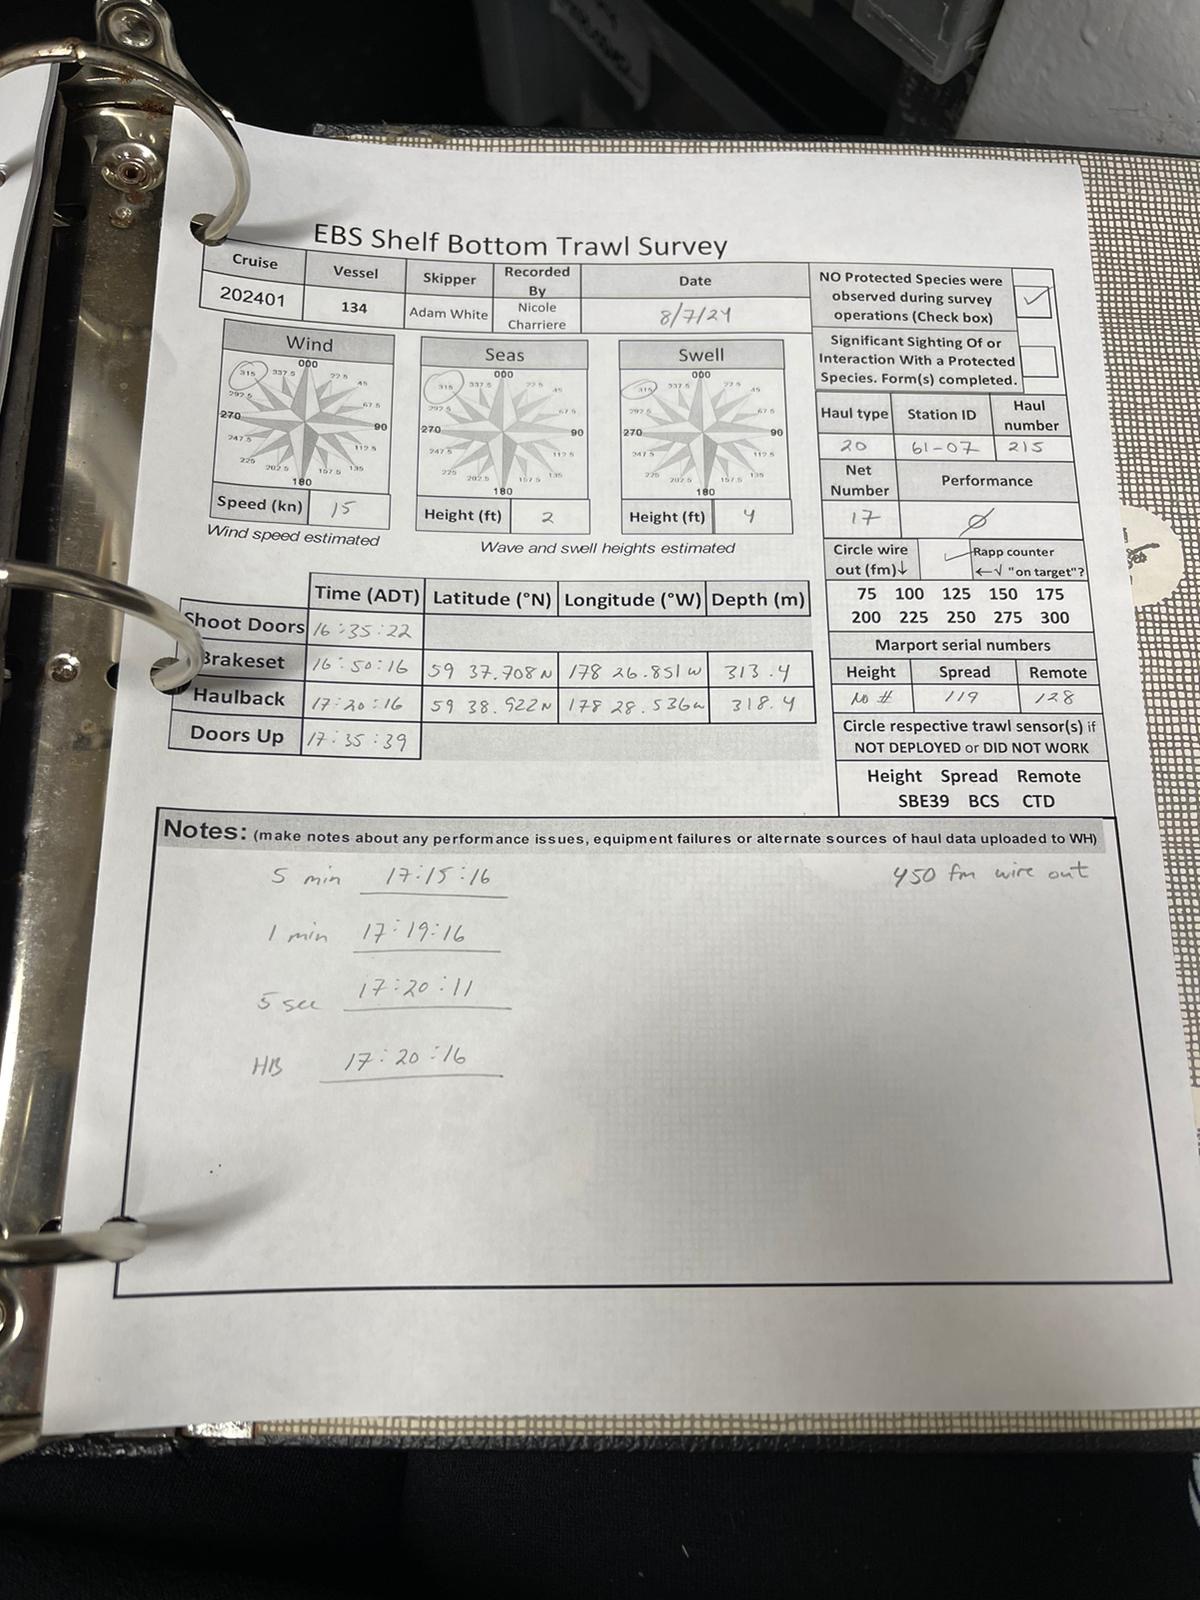 EBS Shelf Bottom Trawl Survey
Cruise Vessel Skipper Recorded By Date
202401 134 Adam White Nicole Charriere 8/7/24
NO Protected Species were
observed during survey
operations (Check box) ✓
Significant Sighting Of or
Interaction With a Protected
Species. Form(s) completed.
Wind
000
22.5
45
67.5
90
112.5
135
157.5
180
202.5
225
247.5
270
292.5
315
337.5
Speed (kn) 15
Wind speed estimated
Seas
000
22.5
45
67.5
90
112.5
135
157.5
180
202.5
225
247.5
270
292.5
315
337.5
Height (ft) 2
Swell
000
22.5
45
67.5
90
112.5
135
157.5
180
202.5
225
247.5
270
292.5
315
337.5
Height (ft) 4
Wave and swell heights estimated
Haul type Station ID Haul number
20 61-07 215
Net Number Performance
17 Ø
Circle wire out (fm)↓ ✓ Rapp counter
←√ "on target"?
75 100 125 150 175
200 225 250 275 300
Marport serial numbers
Height Spread Remote
No # 119 128
Circle respective trawl sensor(s) if
NOT DEPLOYED or DID NOT WORK
Height Spread Remote
SBE39 BCS CTD
Time (ADT) Latitude (°N) Longitude (°W) Depth (m)
Shoot Doors 16:35:22
Brakeset 16:50:16 59 37.708N 178 26.851W 313.4
Haulback 17:20:16 59 38.922N 178 28.536W 318.4
Doors Up 17:35:39
Notes: (make notes about any performance issues, equipment failures or alternate sources of haul data uploaded to WH)
5 min 17:15:16 450 fm wire out
1 min 17:19:16
5 sec 17:20:11
HB 17:20:16